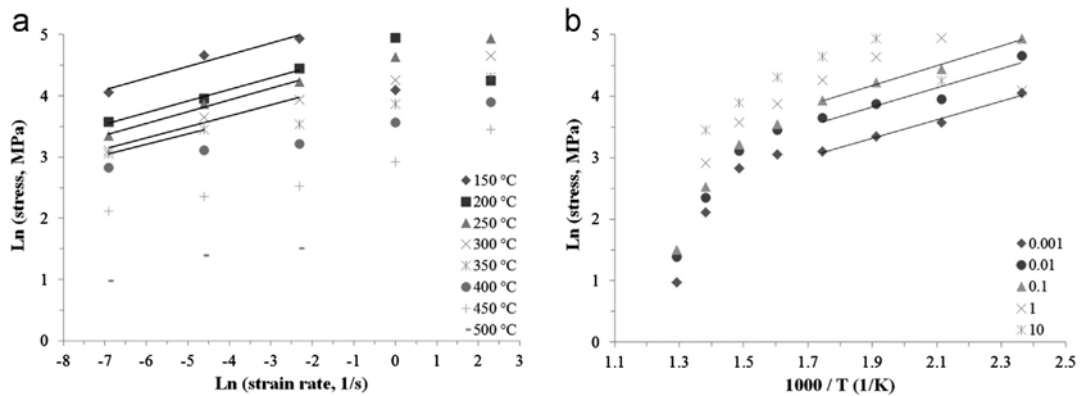 a
b
5
4
3
2
1
0
Ln (stress, MPa)
-8
-7
-6
-5
-4
-3
-2
-1
0
1
2
3
Ln (strain rate, 1/s)
150 °C
200 °C
250 °C
300 °C
350 °C
400 °C
450 °C
500 °C
5
4
3
2
1
0
Ln (stress, MPa)
1.1
1.3
1.5
1.7
1.9
2.1
2.3
2.5
1000 / T (1/K)
0.001
0.01
0.1
1
10